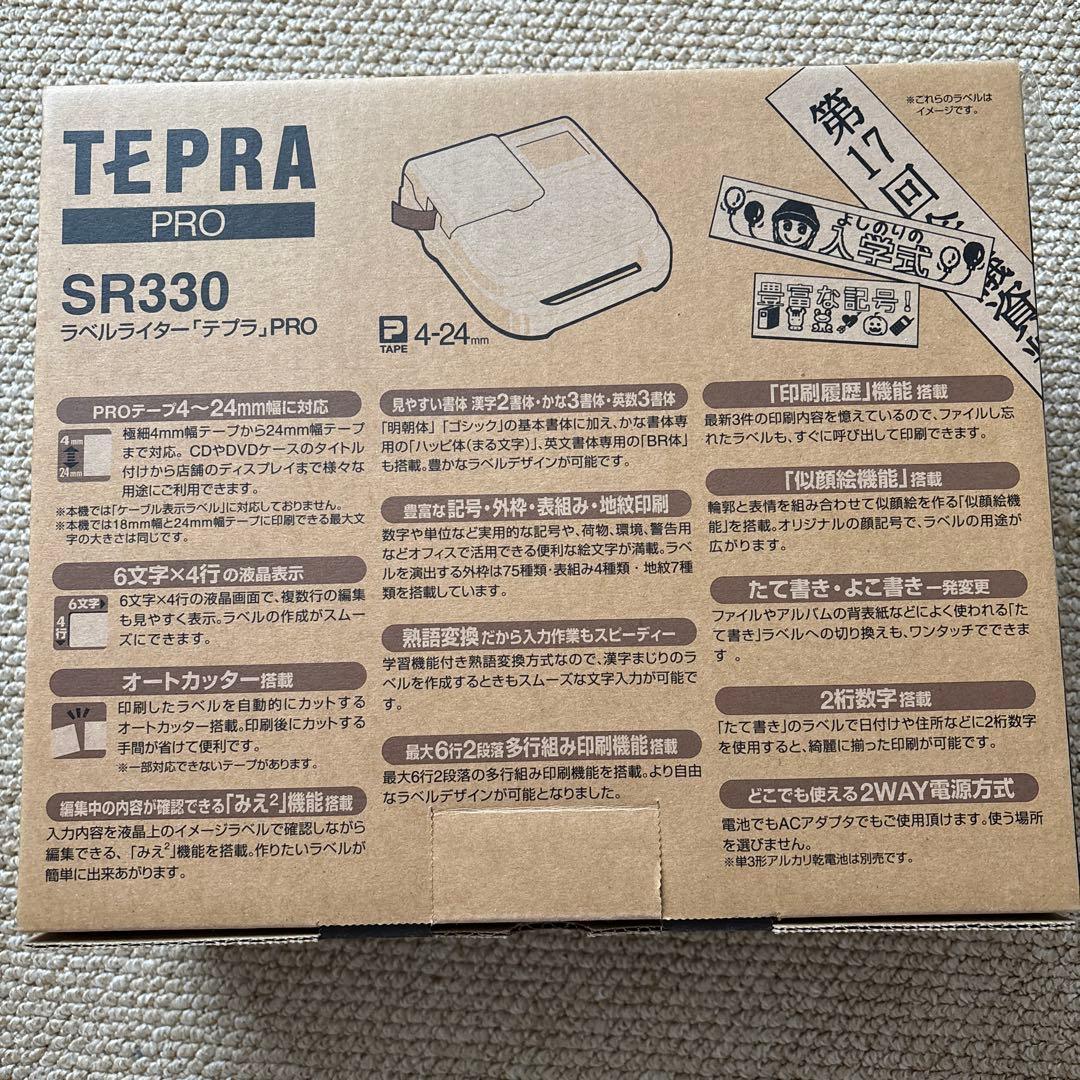 TEPRA
PRO
SR330
ラベルライター「テプラ」PRO
TAPE 4-24mm
※これらのラベルは
イメージです。
第17回
よしのりの
入学式
豊富な記号!
PROテープ4～24mm幅に対応
4mm
24mm
極細4mm幅テープから24mm幅テープ
まで対応。CDやDVDケースのタイトル
付けから店舗のディスプレイまで様々な
用途にご利用できます。
※本機では「ケーブル表示ラベル」に対応しておりません。
※本機では18mm幅と24mm幅テープに印刷できる最大文
字の大きさは同じです。
6文字×4行の液晶表示
6文字
4行
6文字×4行の液晶画面で、複数行の編集
も見やすく表示。ラベルの作成がスムー
ズにできます。
オートカッター搭載
印刷したラベルを自動的にカットする
オートカッター搭載。印刷後にカットする
手間が省けて便利です。
※一部対応できないテープがあります。
編集中の内容が確認できる「みえ²」機能搭載
入力内容を液晶上のイメージラベルで確認しながら
編集できる、「みえ²」機能を搭載。作りたいラベルが
簡単に出来あがります。
見やすい書体 漢字2書体・かな3書体・英数3書体
「明朝体」「ゴシック」の基本書体に加え、かな書体専
用の「ハッピ体(まる文字)」、英文書体専用の「BR体」
も搭載。豊かなラベルデザインが可能です。
豊富な記号・外枠・表組み・地紋印刷
数字や単位など実用的な記号や、荷物、環境、警告用
などオフィスで活用できる便利な絵文字が満載。ラベ
ルを演出する外枠は75種類・表組み4種類・地紋7種
類を搭載しています。
熟語変換だから入力作業もスピーディー
学習機能付き熟語変換方式なので、漢字まじりのラ
ベルを作成するときもスムーズな文字入力が可能で
す。
最大6行2段落多行組み印刷機能搭載
最大6行2段落の多行組み印刷機能を搭載。より自由
なラベルデザインが可能となりました。
「印刷履歴」機能 搭載
最新3件の印刷内容を憶えているので、ファイルし忘
れたラベルも、すぐに呼び出して印刷できます。
「似顔絵機能」搭載
輪郭と表情を組み合わせて似顔絵を作る「似顔絵機
能」を搭載。オリジナルの顔記号で、ラベルの用途が
広がります。
たて書き・よこ書き一発変更
ファイルやアルバムの背表紙などによく使われる「た
て書き」ラベルへの切り換えも、ワンタッチでできま
す。
2桁数字搭載
「たて書き」のラベルで日付けや住所などに2桁数字
を使用すると、綺麗に揃った印刷が可能です。
どこでも使える2WAY電源方式
電池でもACアダプタでもご使用頂けます。使う場所
を選びません。
※単3形アルカリ乾電池は別売です。